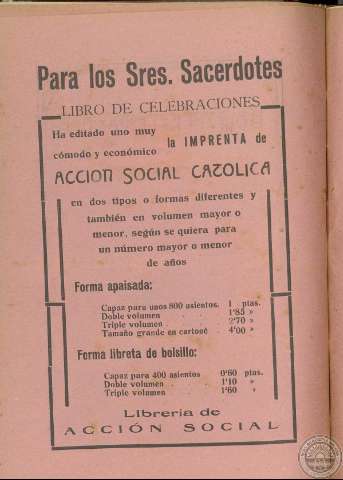 Para los Sres. Sacerdotes
LIBRO DE CELEBRACIONES
Ha editado uno muy cómodo y económico la IMPRENTA de
ACCION SOCIAL CAZOLICA
en dos tipos o formas diferentes y
también en volumen mayor o
menor, según se quiera para
un número mayor o menor
de años
Forma apaisada:
Capaz para unos 800 asientos. 1 ptas.
Doble volumen . . . 1'85 »
Triple volumen . . . 2'70 »
Tamaño grande en cartoné . 4'00 »
Forma libreta de bolsillo:
Capaz para 400 asientos 0'60 ptas.
Doble volumen . . . 1'10 »
Triple volumen . . . 1'60 »
Librería de
ACCIÓN SOCIAL